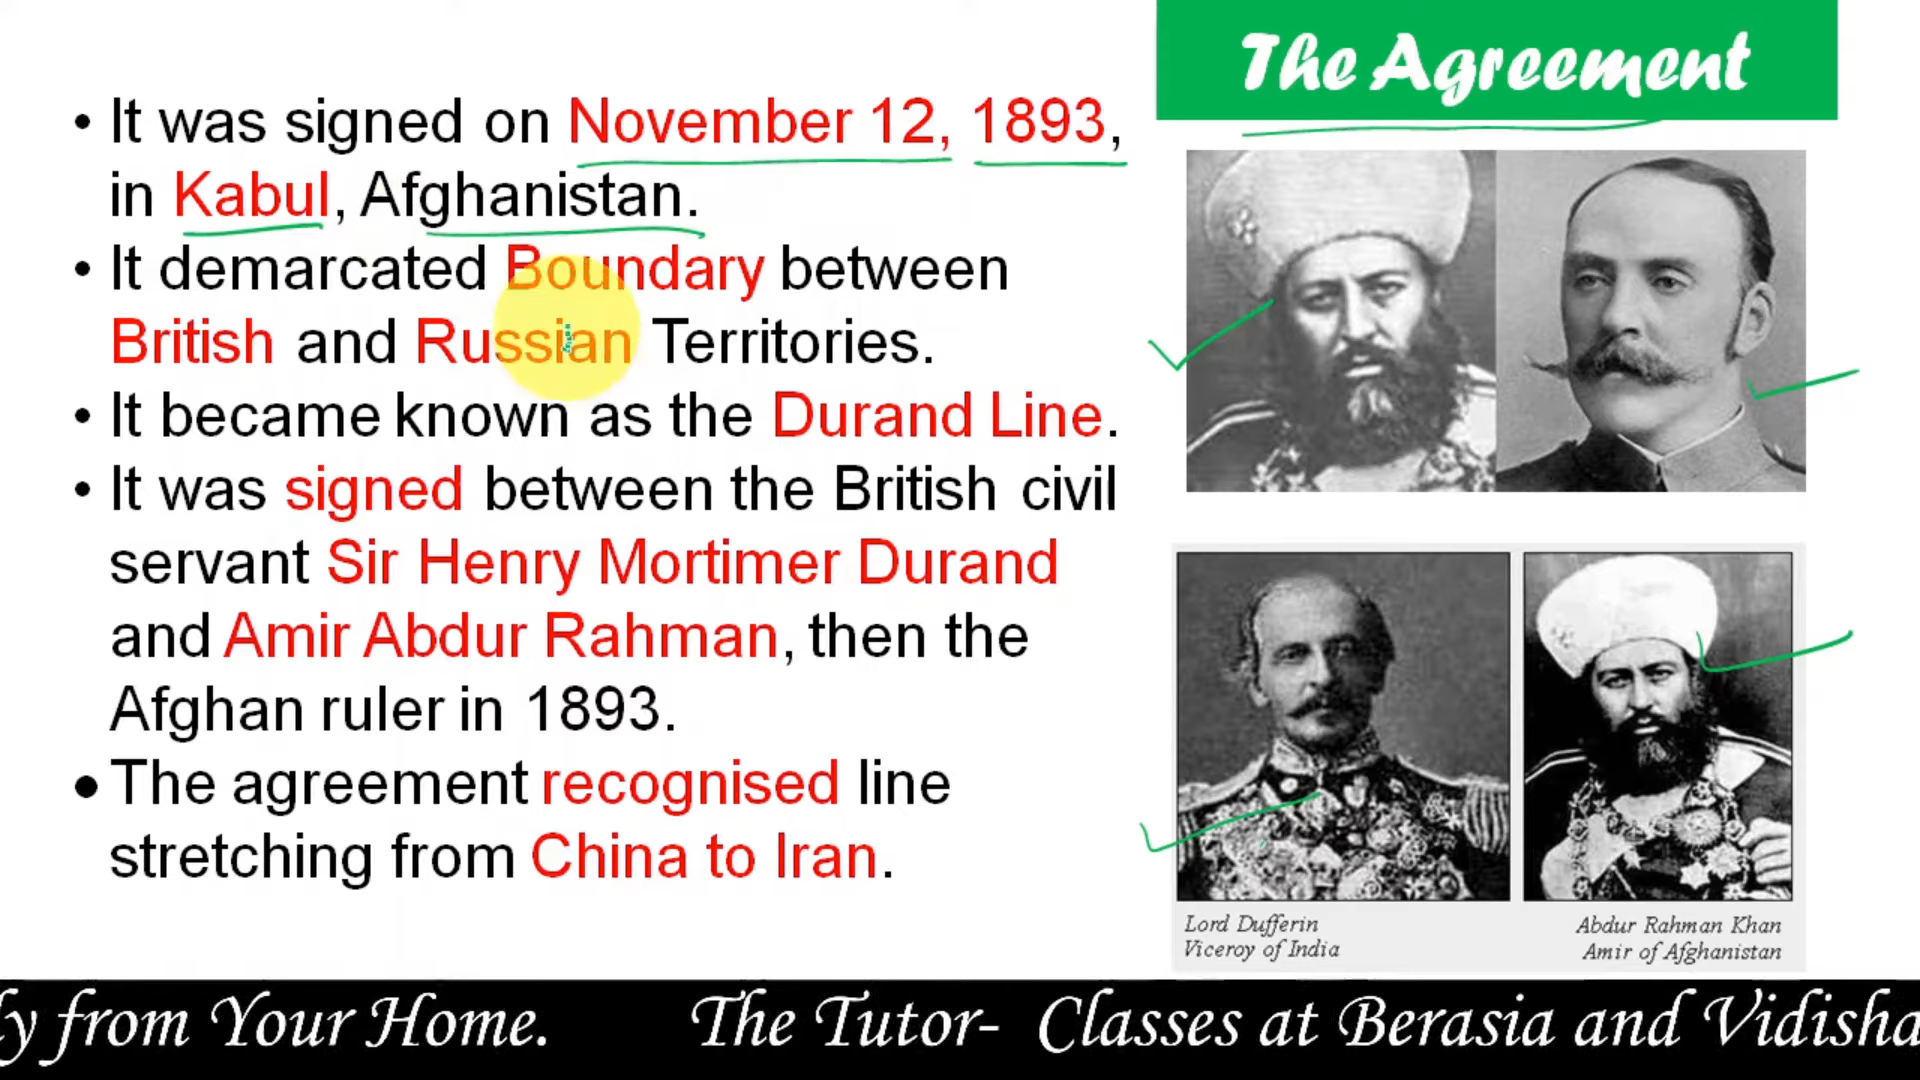 The Agreement
• It was signed on November 12, 1893,
in Kabul, Afghanistan.
• It demarcated Boundary between
British and Russian Territories.
• It became known as the Durand Line.
• It was signed between the British civil
servant Sir Henry Mortimer Durand
and Amir Abdur Rahman, then the
Afghan ruler in 1893.
• The agreement recognised line
stretching from China to Iran.
Lord Dufferin
Viceroy of India
Abdur Rahman Khan
Amir of Afghanistan
from Your Home. The Tutor- Classes at Berasia and Vidisha